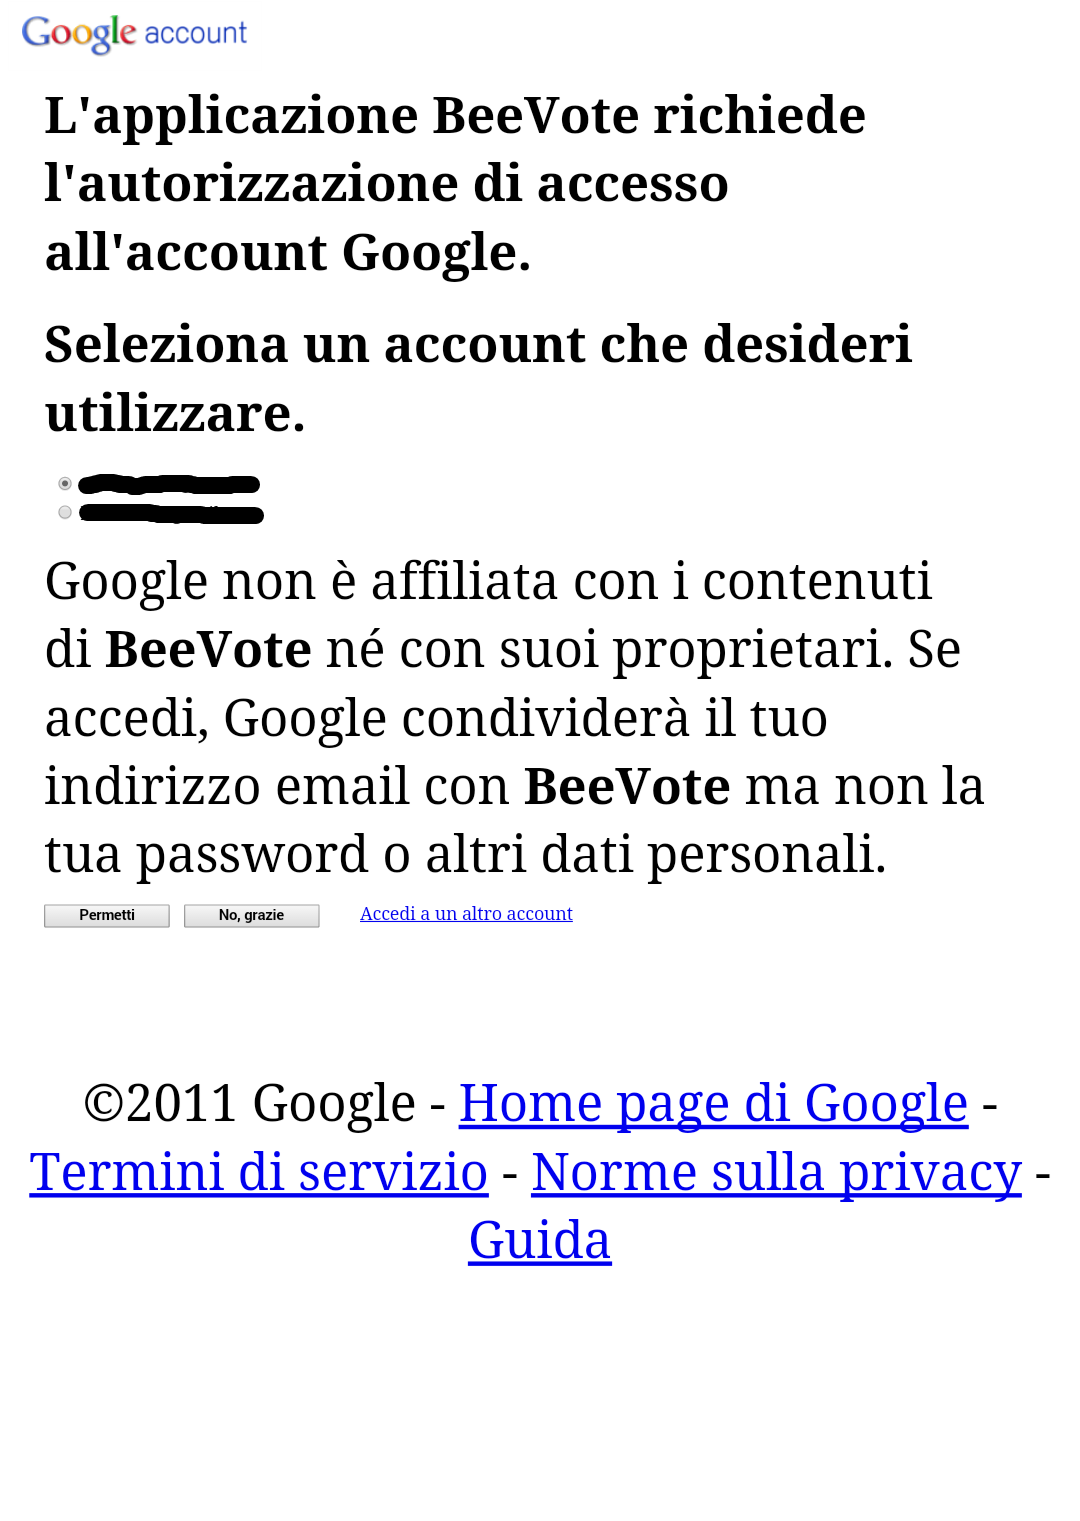 Google account
L'applicazione BeeVote richiede
l'autorizzazione di accesso
all'account Google.
Seleziona un account che desideri
utilizzare.
Google non è affiliata con i contenuti
di BeeVote né con suoi proprietari. Se
accedi, Google condividerà il tuo
indirizzo email con BeeVote ma non la
tua password o altri dati personali.
Permetti No, grazie Accedi a un altro account
©2011 Google - Home page di Google -
Termini di servizio - Norme sulla privacy -
Guida